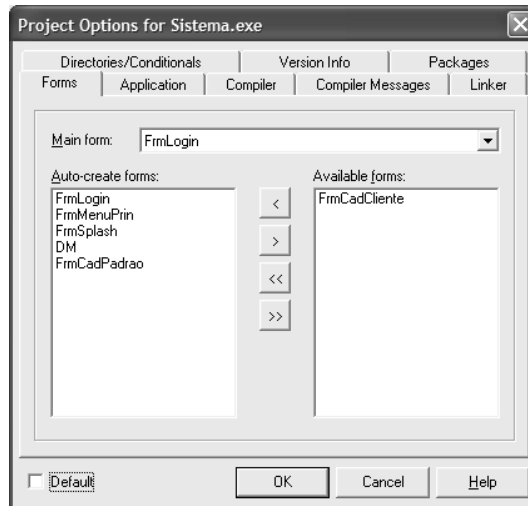 Project Options for Sistema.exe
Directories/Conditionals Version Info Packages
Forms Application Compiler Compiler Messages Linker
Main form: FrmLogin
Auto-create forms: Available forms:
FrmLogin < FrmCadCliente
FrmMenuPrin
FrmSplash >
DM
FrmCadPadrao <<
>>
Default OK Cancel Help